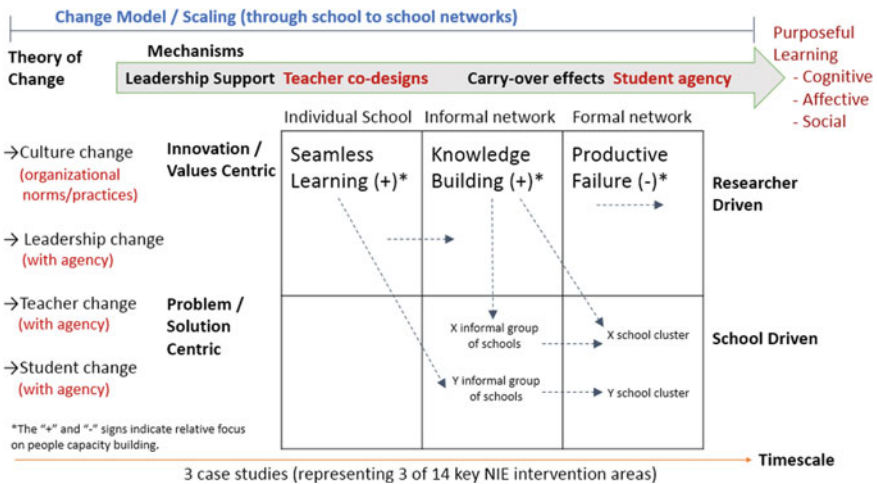 Change Model / Scaling (through school to school networks)
Theory of
Change
Mechanisms
Leadership Support Teacher co-designs Carry-over effects Student agency
Purposeful
Learning
- Cognitive
- Affective
- Social
Individual School Informal network Formal network
→Culture change
(organizational
norms/practices)
→ Leadership change
(with agency)
→Teacher change
(with agency)
→Student change
(with agency)
Innovation /
Values Centric
Seamless
Learning (+)*
Knowledge
Building (+)*
Productive
Failure (-)*
Researcher
Driven
Problem /
Solution
Centric
X informal group
of schools
X school cluster
Y informal group
of schools
Y school cluster
School Driven
*The "+" and "-" signs indicate relative focus
on people capacity building.
Timescale
3 case studies (representing 3 of 14 key NIE intervention areas)